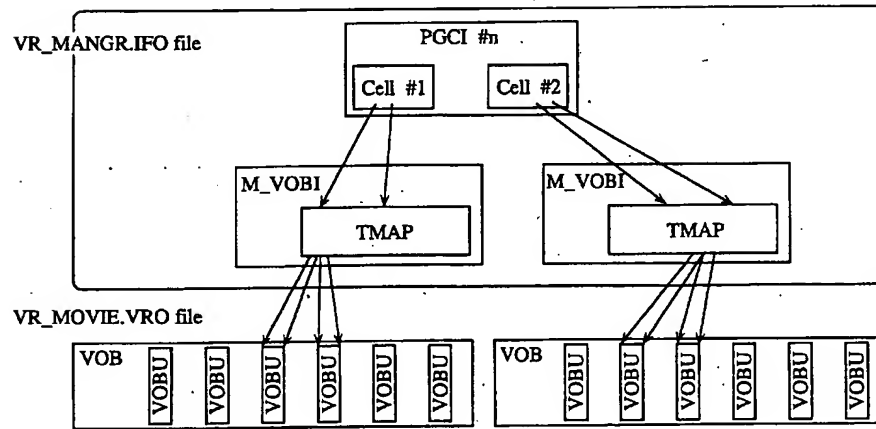 VR_MANGR.IFO file
PGCI #n
Cell #1 Cell #2
M_VOBI M_VOBI
TMAP TMAP
VR_MOVIE.VRO file
VOB VOBU VOBU VOBU VOBU VOBU VOBU
VOB VOBU VOBU VOBU VOBU VOBU VOBU